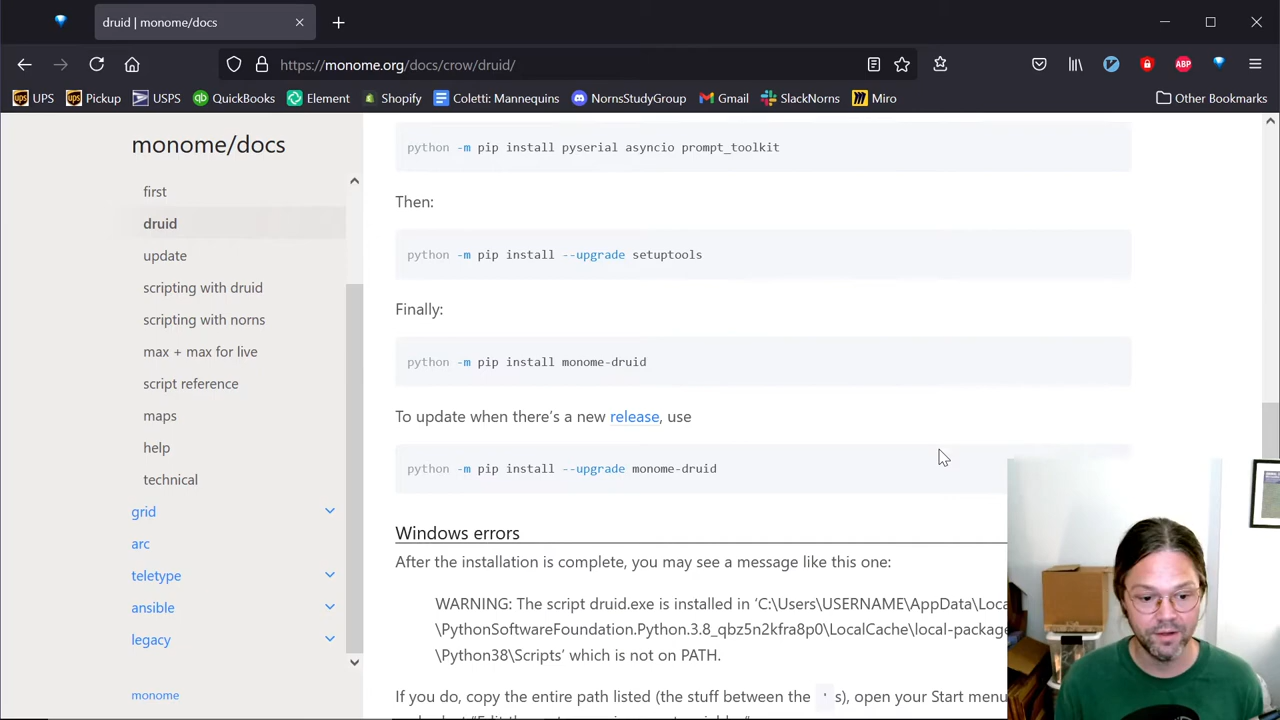 druid | monome/docs
https://monome.org/docs/crow/druid/
ABP
ups UPS
ups Pickup
USPS
QuickBooks
Element
Shopify
Coletti: Mannequins
NornsStudyGroup
Gmail
SlackNorns
Miro
Other Bookmarks
monome/docs
first
druid
update
scripting with druid
scripting with norns
max + max for live
script reference
maps
help
technical
grid
arc
teletype
ansible
legacy
monome
python -m pip install pyserial asyncio prompt_toolkit
Then:
python -m pip install --upgrade setuptools
Finally:
python -m pip install monome-druid
To update when there's a new release, use
python -m pip install --upgrade monome-druid
Windows errors
After the installation is complete, you may see a message like this one:
WARNING: The script druid.exe is installed in 'C:\Users\USERNAME\AppData\Loca
\PythonSoftwareFoundation.Python.3.8_qbz5n2kfra8p0\LocalCache\local-package
\Python38\Scripts' which is not on PATH.
If you do, copy the entire path listed (the stuff between the ' s), open your Start menu